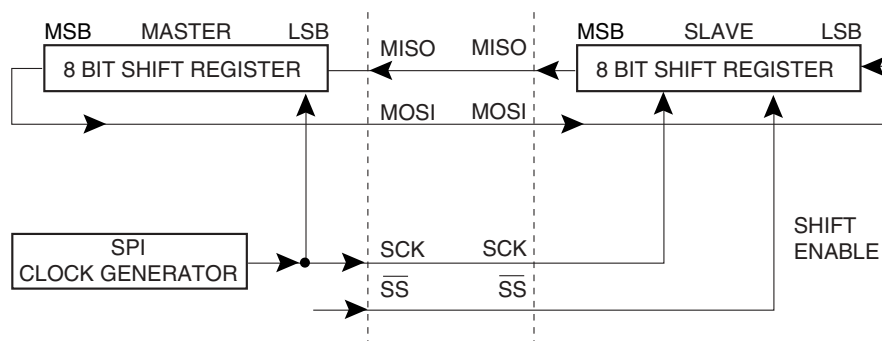 MSB MASTER LSB
MISO MISO
MSB SLAVE LSB
8 BIT SHIFT REGISTER
8 BIT SHIFT REGISTER
MOSI MOSI
SHIFT
ENABLE
SPI
CLOCK GENERATOR
SCK SCK
SS SS